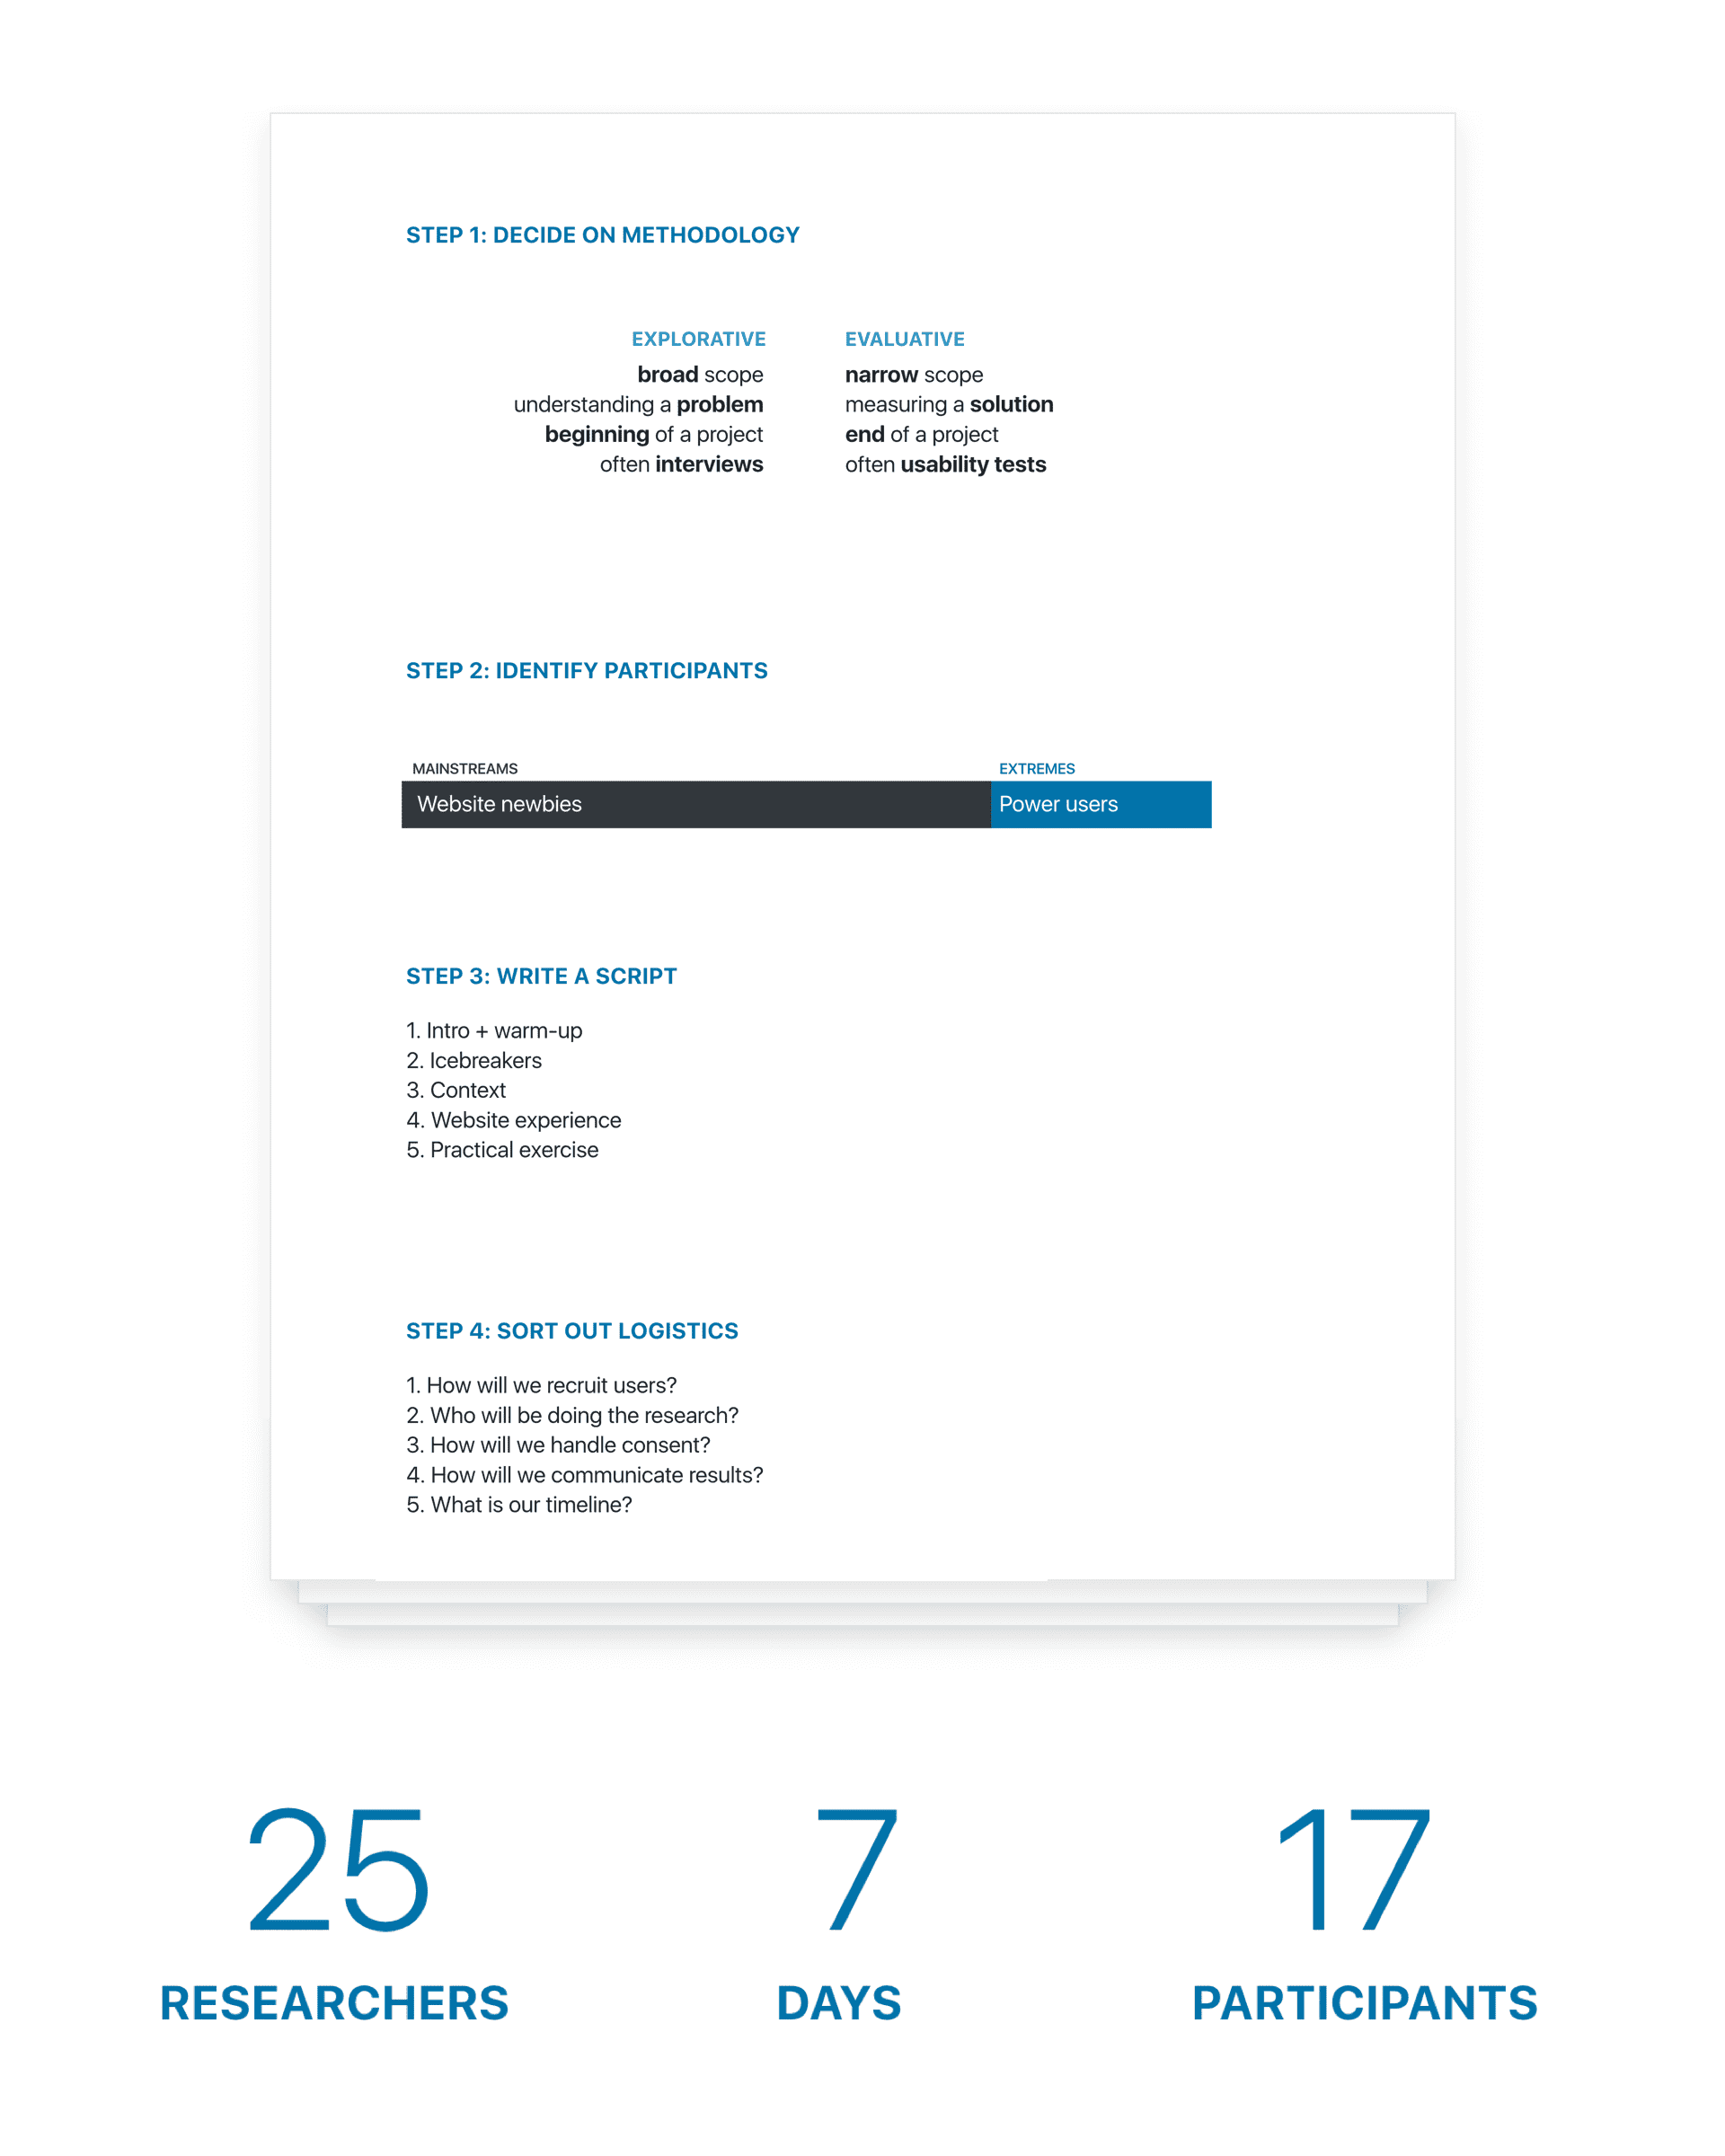 STEP 1: DECIDE ON METHODOLOGY
EXPLORATIVE
broad scope
understanding a problem
beginning of a project
often interviews
EVALUATIVE
narrow scope
measuring a solution
end of a project
often usability tests
STEP 2: IDENTIFY PARTICIPANTS
MAINSTREAMS
Website newbies
EXTREMES
Power users
STEP 3: WRITE A SCRIPT
1. Intro + warm-up
2. Icebreakers
3. Context
4. Website experience
5. Practical exercise
STEP 4: SORT OUT LOGISTICS
1. How will we recruit users?
2. Who will be doing the research?
3. How will we handle consent?
4. How will we communicate results?
5. What is our timeline?
25
RESEARCHERS
7
DAYS
17
PARTICIPANTS